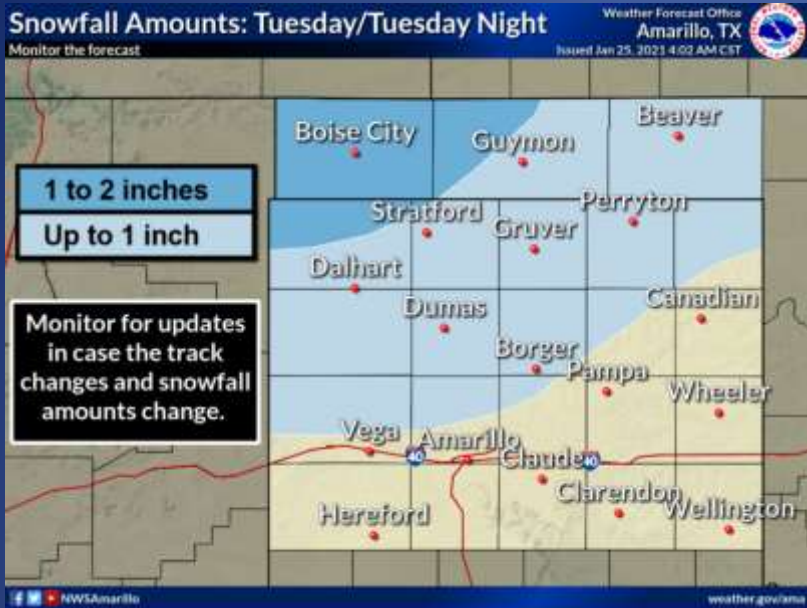 Snowfall Amounts: Tuesday/Tuesday Night
Monitor the forecast
Weather Forecast Office
Amarillo, TX
Issued Jan 25, 2021 4:02 AM CST
Boise City
Guymon
Beaver
1 to 2 inches
Up to 1 inch
Stratford
Gruver
Perryton
Dalhart
Dumas
Canadian
Monitor for updates
in case the track
changes and snowfall
amounts change.
Borger
Pampa
Wheeler
Vega
40
Amarillo
Claude
40
Clarendon
Wellington
Hereford
NWSAmarillo
weather.gov/ama